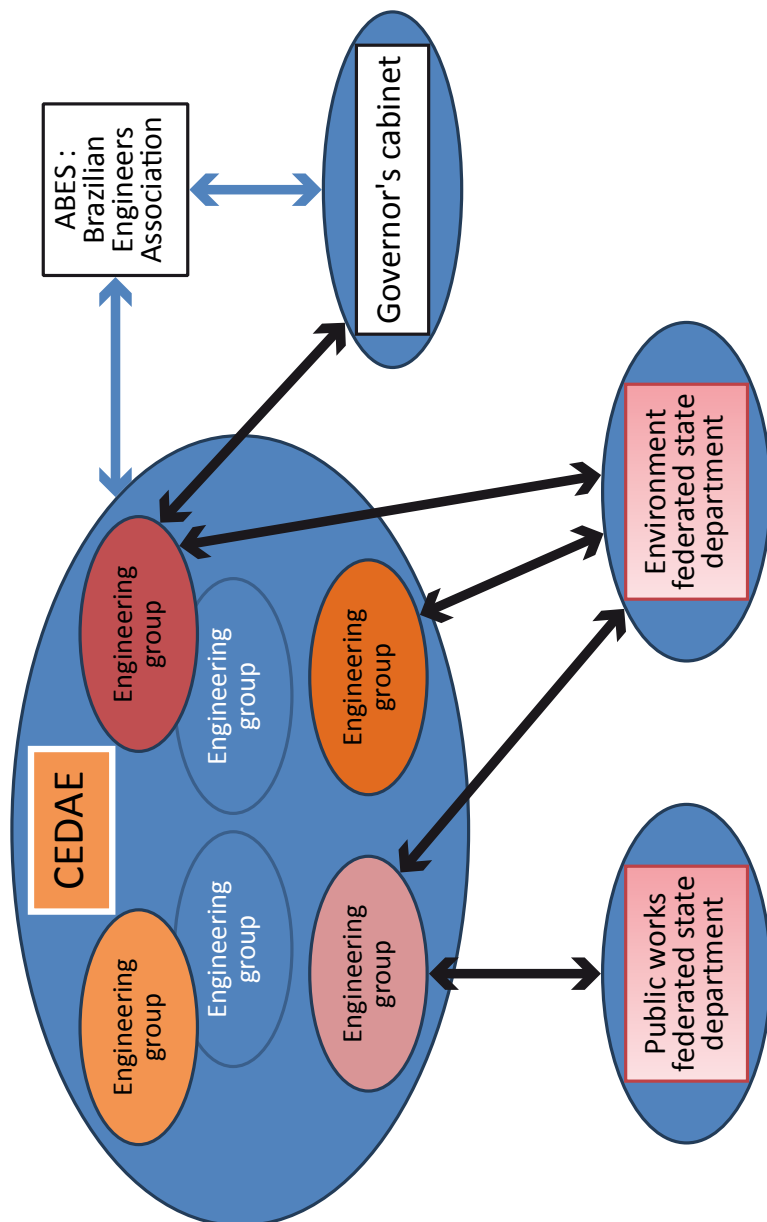 CEDAE
ABES :
Brazilian
Engineers
Association
Engineering
group
Engineering
group
Engineering
group
Engineering
group
Engineering
group
Engineering
group
Governor's cabinet
Public works
federated state
department
Environment
federated state
department